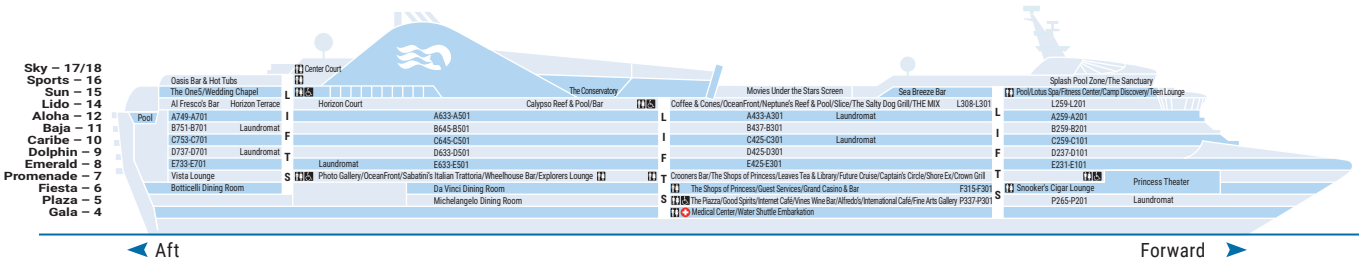 Sky – 17/18 Center Court
Sports – 16 Oasis Bar & Hot Tubs Splash Pool Zone/The Sanctuary
Sun – 15 The One5/Wedding Chapel The Conservatory Movies Under the Stars Screen Sea Breeze Bar Pool/Lotus Spa/Fitness Center/Camp Discovery/Teen Lounge
Lido – 14 Al Fresco's Bar Horizon Terrace Horizon Court Calypso Reef & Pool/Bar Coffee & Cones/OceanFront/Neptune's Reef & Pool/Slice/The Salty Dog Grill/THE MIX L308-L301 L259-L201
Aloha – 12 Pool A749-A701 A633-A501 A433-A301 Laundromat A259-A201
Baja – 11 B751-B701 Laundromat B645-B501 B437-B301 B259-B201
Caribe – 10 C753-C701 C645-C501 C425-C301 Laundromat C259-C101
Dolphin – 9 D737-D701 Laundromat D633-D501 D425-D301 D237-D101
Emerald – 8 E733-E701 Laundromat E633-E501 E425-E301 E231-E101
Promenade – 7 Vista Lounge Photo Gallery/OceanFront/Sabatini's Italian Trattoria/Wheelhouse Bar/Explorers Lounge Crooners Bar/The Shops of Princess/Leaves Tea & Library/Future Cruise/Captain's Circle/Shore Ex/Crown Grill Princess Theater
Fiesta – 6 Botticelli Dining Room Da Vinci Dining Room The Shops of Princess/Guest Services/Grand Casino & Bar F315-F301 Snooker's Cigar Lounge
Plaza – 5 Michelangelo Dining Room The Piazza/Good Spirits/Internet Café/Vines Wine Bar/Alfredo's/International Café/Fine Arts Gallery P337-P301 P265-P201 Laundromat
Gala – 4 Medical Center/Water Shuttle Embarkation
LIFTS
LIFTS
LIFTS
Aft Forward